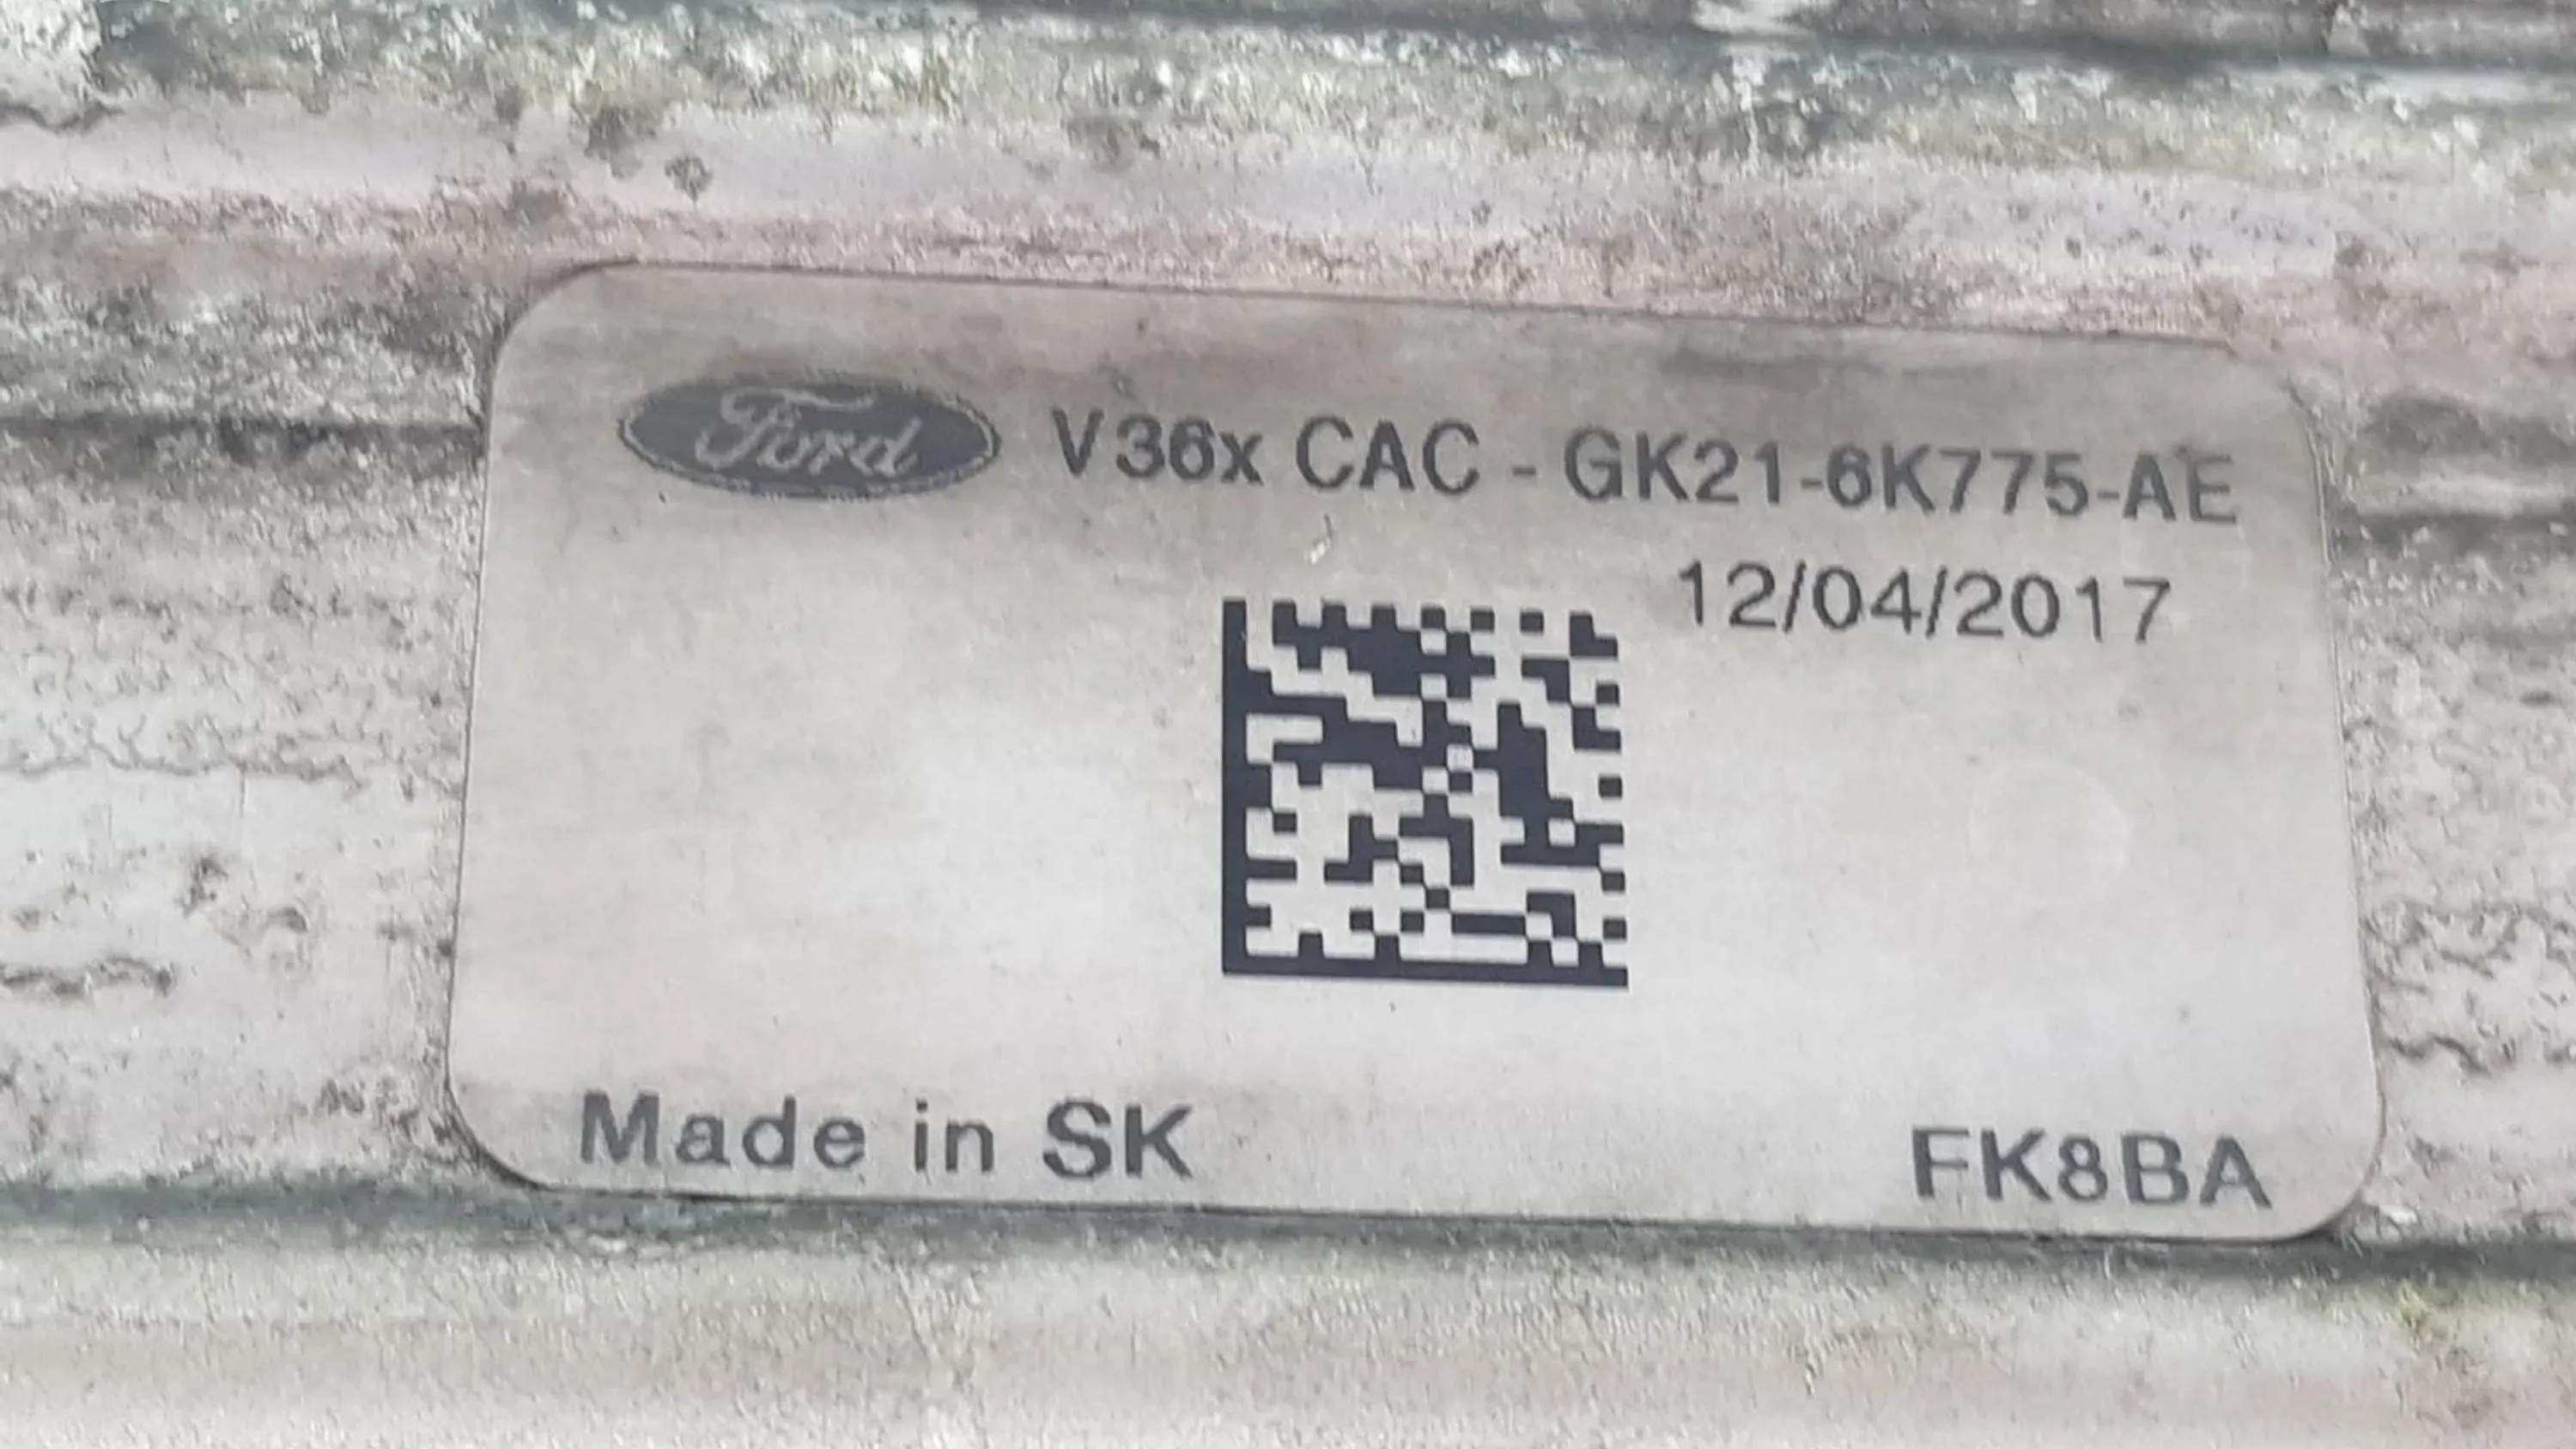 Ford V36x CAC - GK21-6K775-AE
12/04/2017
Made in SK
FK8BA